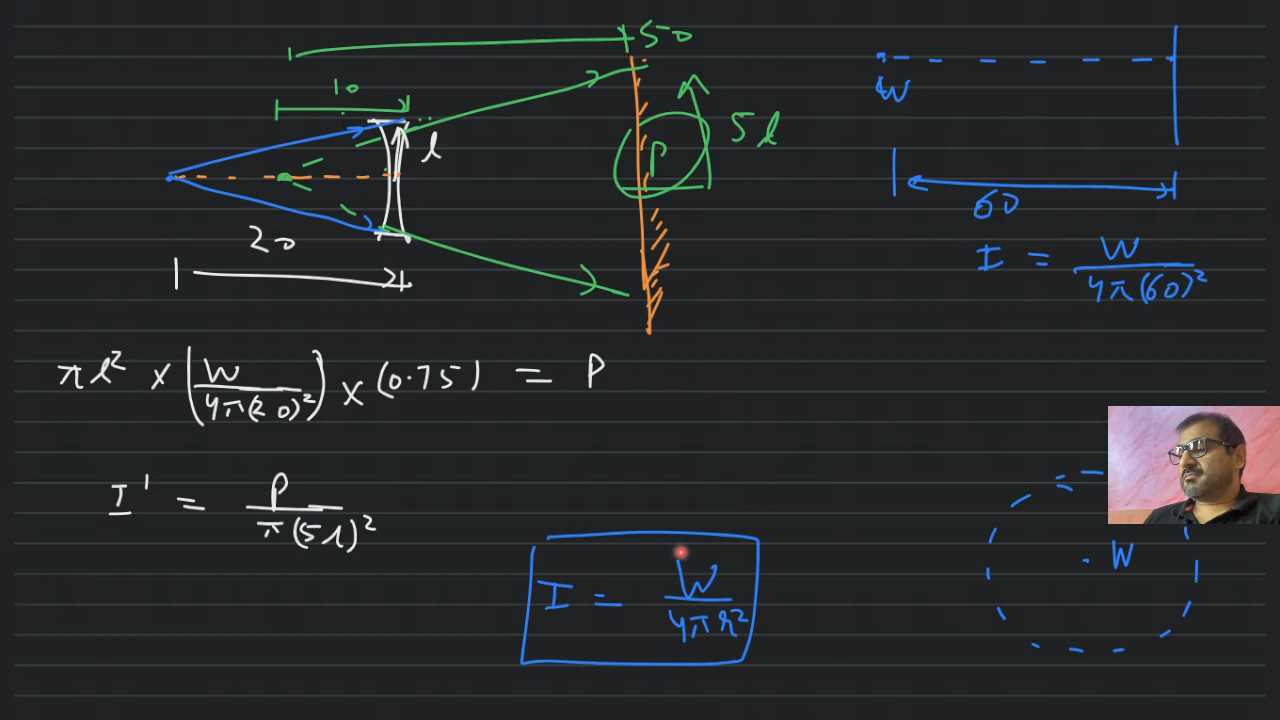 50
10
l
5l
P
20
W
60
I = W / 4π(60)²
πl² × (W / 4π(20)²) × (0.75) = P
I' = P / π(5l)²
I = W / 4πr²
. W